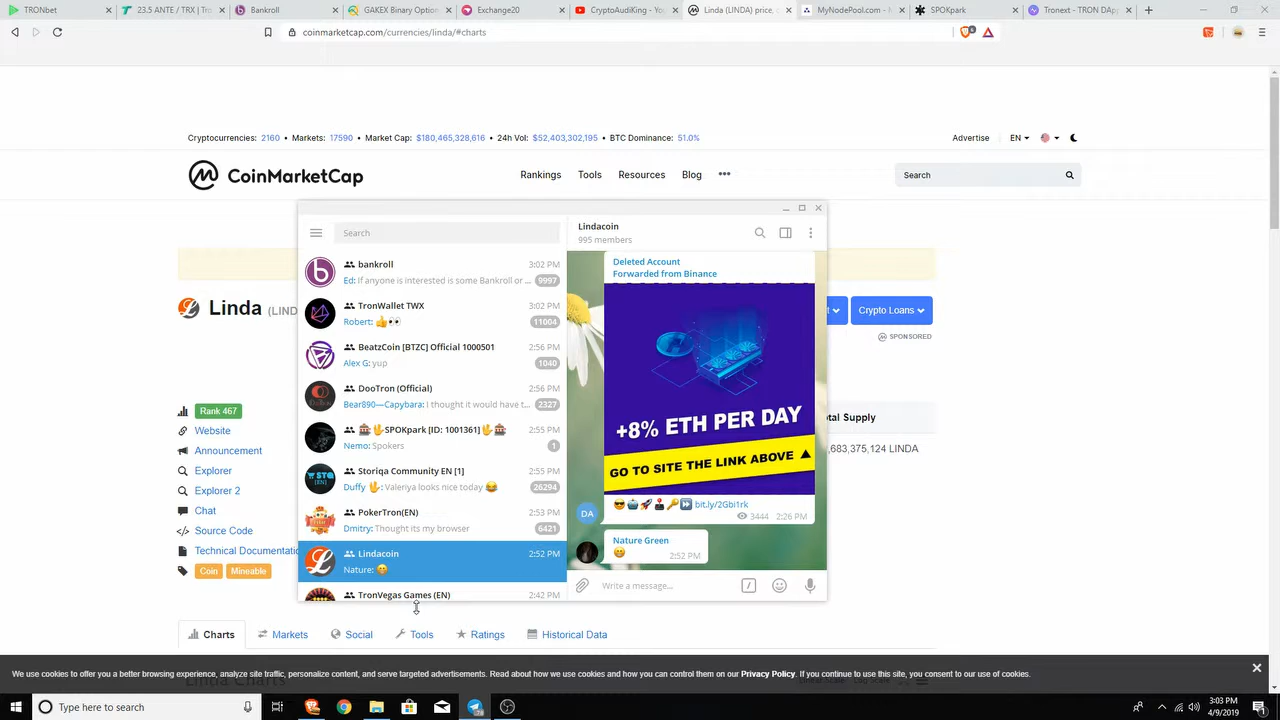 TRONbet
23.5 ANTE / TRX | Tro
Bankroll
GAKEX Binary Option
Exchange20
CryptoAudiKing - You
Linda (LINDA) price, c
MyNodePool.com - M
SPOKpark
Tronext - TRON DAp
coinmarketcap.com/currencies/linda/#charts
Cryptocurrencies: 2160 • Markets: 17590 • Market Cap: $180,465,328,616 • 24h Vol: $52,403,302,195 • BTC Dominance: 51.0%
Advertise
EN
CoinMarketCap
Rankings
Tools
Resources
Blog
•••
Search
Linda (LIND
Crypto Loans
SPONSORED
Rank 467
Website
Announcement
Explorer
Explorer 2
Chat
Source Code
Technical Documentatio
Coin
Mineable
otal Supply
,683,375,124 LINDA
Search
bankroll
3:02 PM
Ed: If anyone is interested is some Bankroll or ...
9997
TronWallet TWX
3:02 PM
Robert: 👍👀
11004
BeatzCoin [BTZC] Official 1000501
2:56 PM
Alex G: yup
1040
DooTron (Official)
2:56 PM
Bear890—Capybara: I thought it would have t...
2327
🎰🖖SPOKpark [ID: 1001361]🖖🎰
2:55 PM
Nemo: Spokers
1
Storiqa Community EN [1]
2:55 PM
Duffy 🖖: Valeriya looks nice today 😂
26294
PokerTron(EN)
2:53 PM
Dmitry: Thought its my browser
6421
Lindacoin
2:52 PM
Nature: 😄
TronVegas Games (EN)
2:42 PM
Lindacoin
995 members
Deleted Account
Forwarded from Binance
+8% ETH PER DAY
GO TO SITE THE LINK ABOVE ▲
😎🤖🚀🕹🔑⏩ bit.ly/2Gbi1rk
3444 2:26 PM
DA
Nature Green
😄
2:52 PM
Write a message...
Charts
Markets
Social
Tools
Ratings
Historical Data
Linda Charts
We use cookies to offer you a better browsing experience, analyze site traffic, personalize content, and serve targeted advertisements. Read about how we use cookies and how you can control them on our Privacy Policy. If you continue to use this site, you consent to our use of cookies.
Type here to search
3:03 PM
4/9/2019